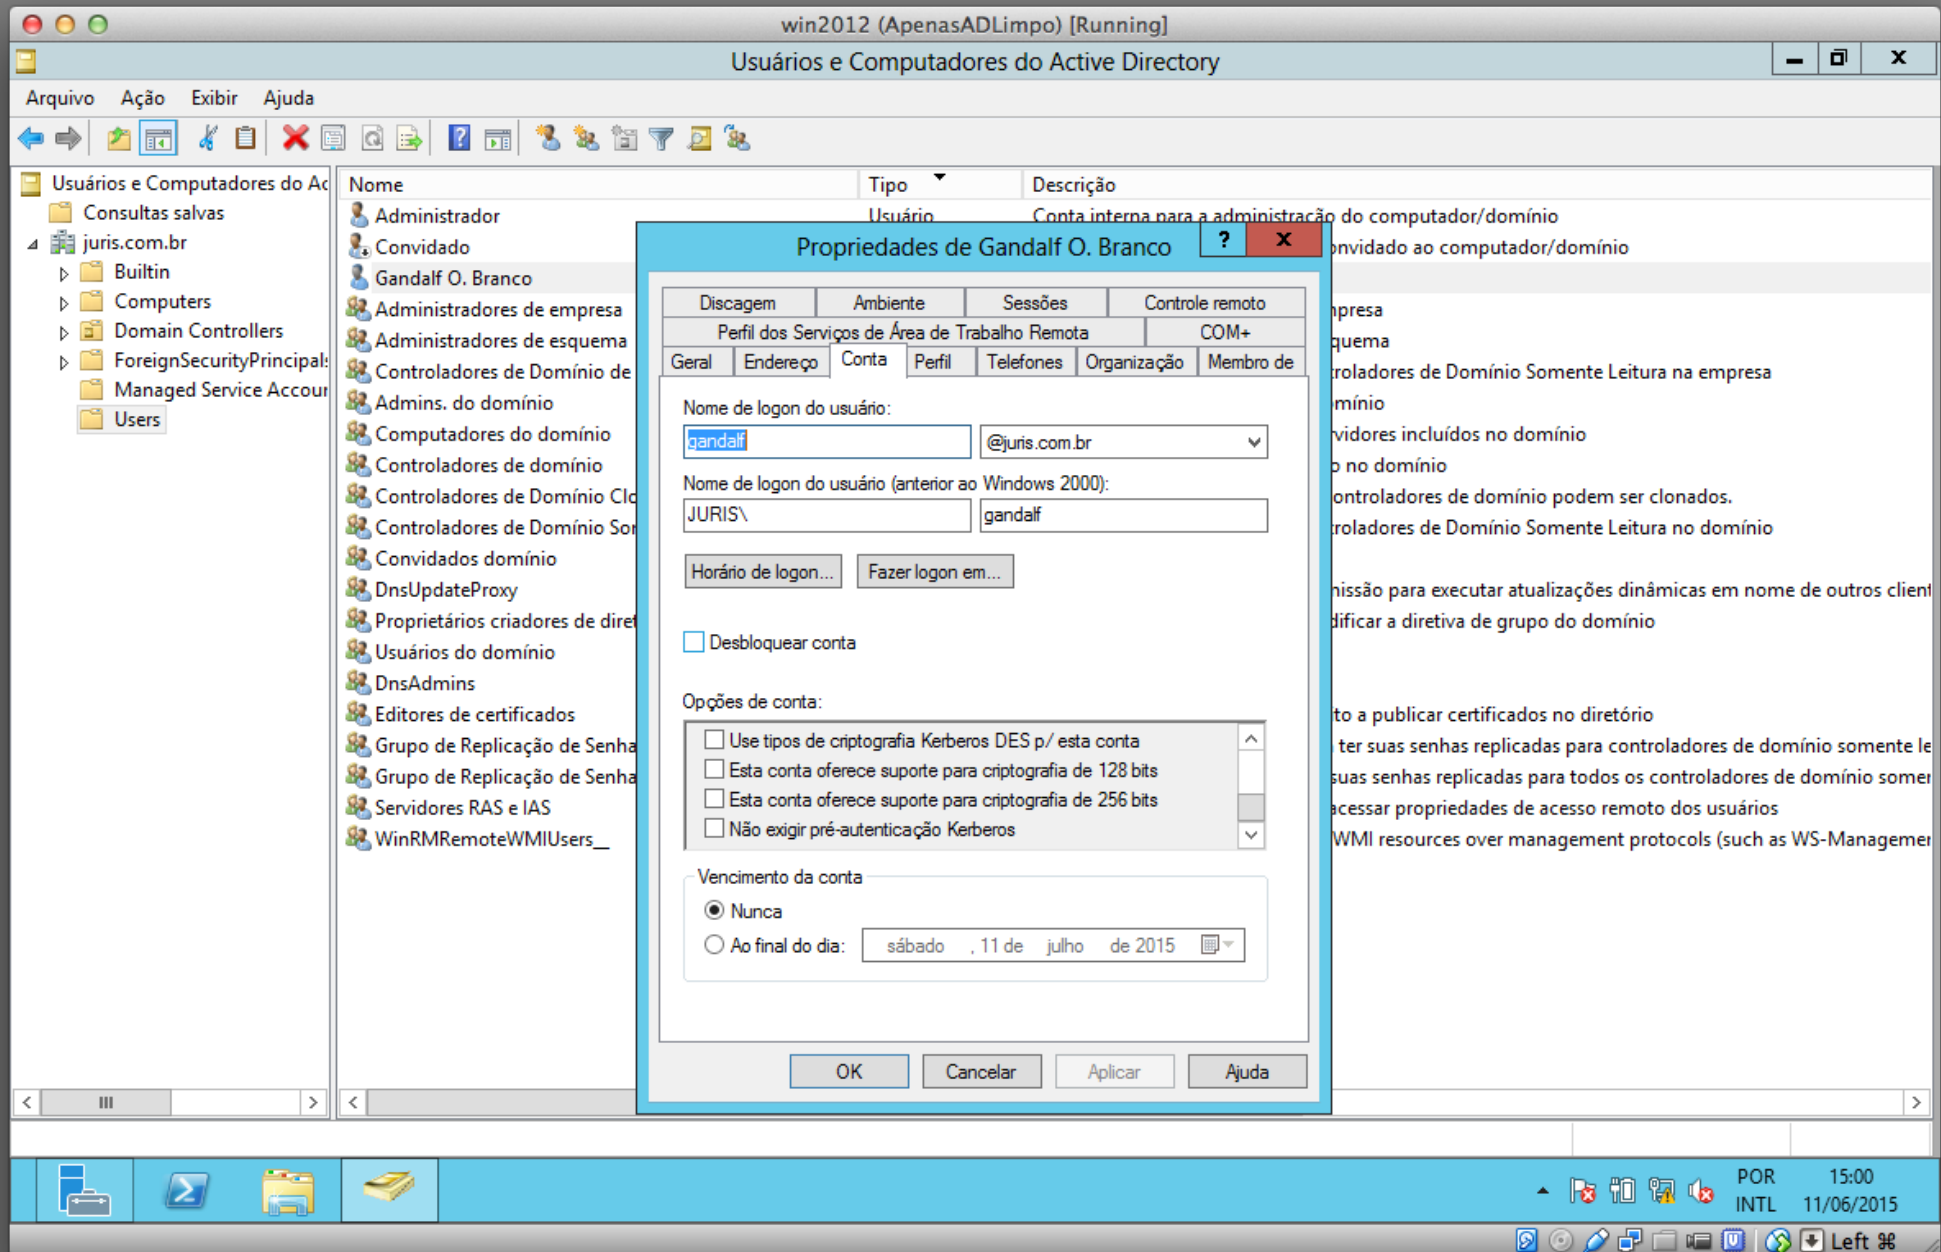 win2012 (ApenasADLimpo) [Running]
Usuários e Computadores do Active Directory
Arquivo Ação Exibir Ajuda
Usuários e Computadores do Ac
Consultas salvas
juris.com.br
Builtin
Computers
Domain Controllers
ForeignSecurityPrincipals
Managed Service Accour
Users
Nome Tipo Descrição
Administrador Usuário Conta interna para a administração do computador/domínio
Convidado onvidado ao computador/domínio
Gandalf O. Branco
Administradores de empresa npresa
Administradores de esquema quema
Controladores de Domínio de troladores de Domínio Somente Leitura na empresa
Admins. do domínio omínio
Computadores do domínio rvidores incluídos no domínio
Controladores de domínio o no domínio
Controladores de Domínio Clo ontroladores de domínio podem ser clonados.
Controladores de Domínio Son troladores de Domínio Somente Leitura no domínio
Convidados domínio
DnsUpdateProxy nissão para executar atualizações dinâmicas em nome de outros client
Proprietários criadores de diret dificar a diretiva de grupo do domínio
Usuários do domínio
DnsAdmins
Editores de certificados ito a publicar certificados no diretório
Grupo de Replicação de Senha ter suas senhas replicadas para controladores de domínio somente le
Grupo de Replicação de Senha suas senhas replicadas para todos os controladores de domínio somer
Servidores RAS e IAS acessar propriedades de acesso remoto dos usuários
WinRMRemoteWMIUsers__ WMI resources over management protocols (such as WS-Managemen
Propriedades de Gandalf O. Branco ? x
Discagem Ambiente Sessões Controle remoto
Perfil dos Serviços de Área de Trabalho Remota COM+
Geral Endereço Conta Perfil Telefones Organização Membro de
Nome de logon do usuário:
gandalf @juris.com.br
Nome de logon do usuário (anterior ao Windows 2000):
JURIS\ gandalf
Horário de logon... Fazer logon em...
Desbloquear conta
Opções de conta:
Use tipos de criptografia Kerberos DES p/ esta conta
Esta conta oferece suporte para criptografia de 128 bits
Esta conta oferece suporte para criptografia de 256 bits
Não exigir pré-autenticação Kerberos
Vencimento da conta
Nunca
Ao final do dia: sábado , 11 de julho de 2015
OK Cancelar Aplicar Ajuda
POR 15:00
INTL 11/06/2015
Left ⌘